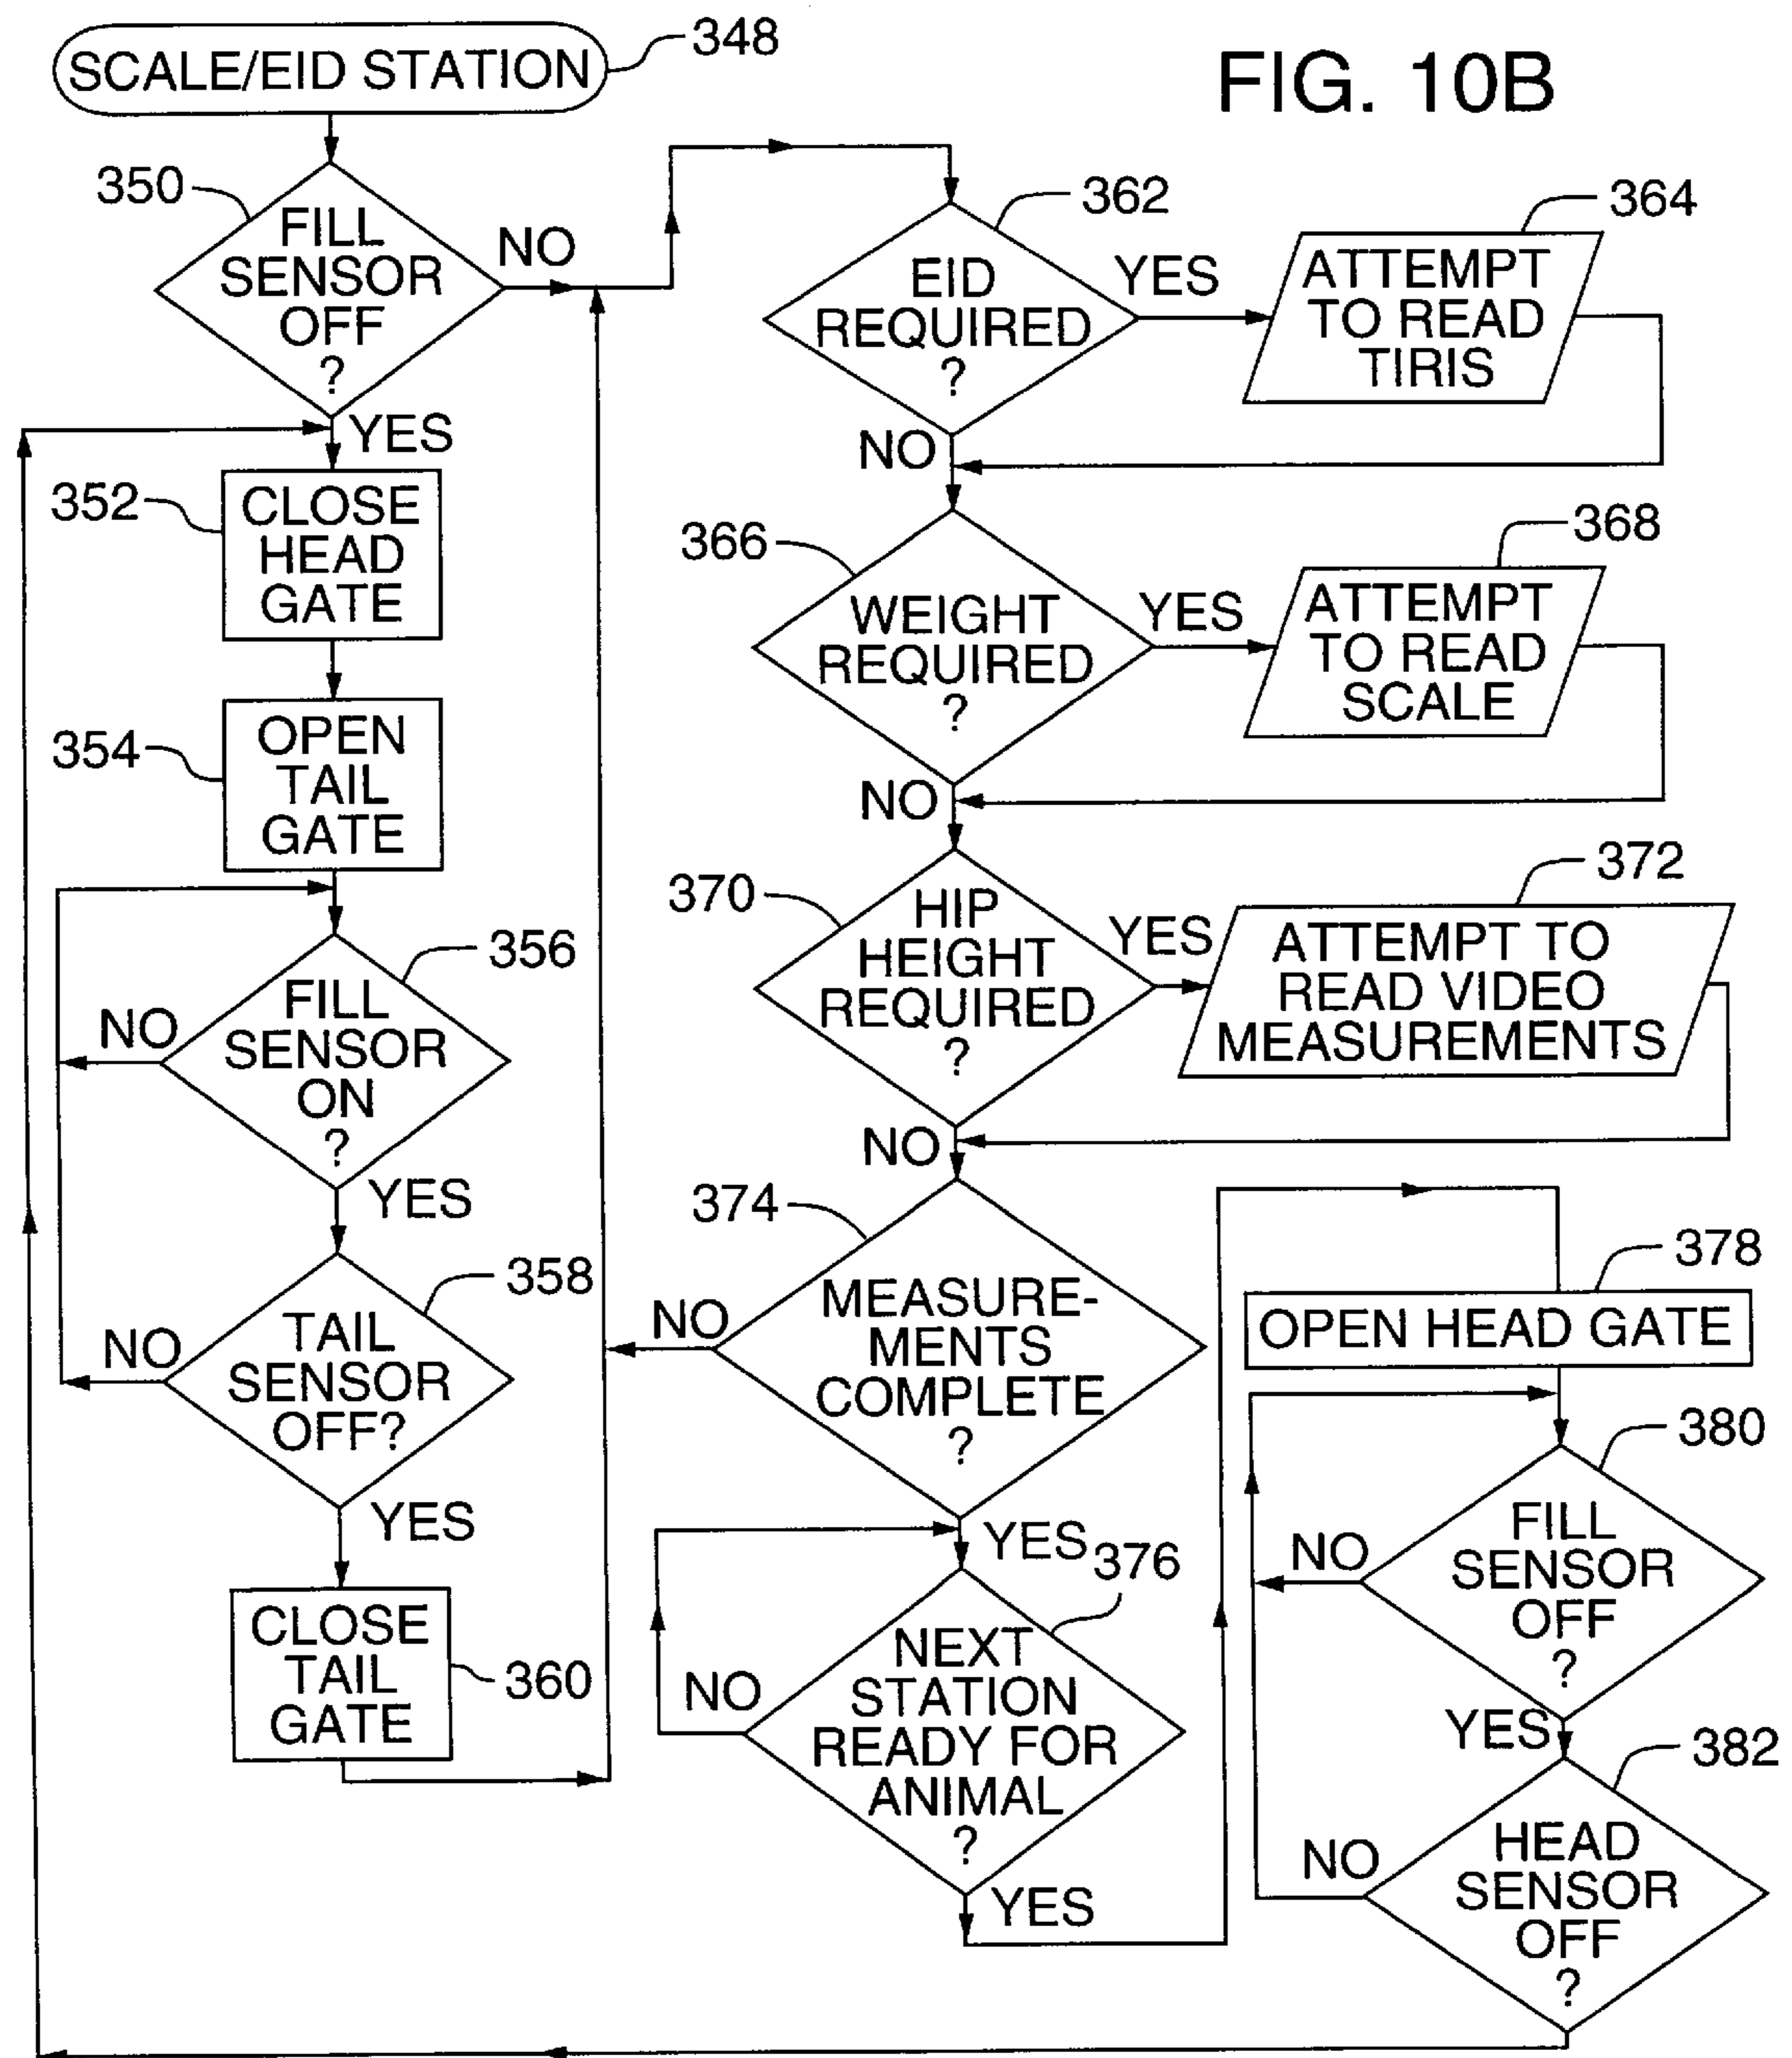 FIG. 10B
SCALE/EID STATION
348
350
FILL
SENSOR
OFF
?
NO
YES
352
CLOSE
HEAD
GATE
354
OPEN
TAIL
GATE
356
FILL
SENSOR
ON
?
NO
YES
358
TAIL
SENSOR
OFF?
NO
YES
CLOSE
TAIL
GATE
360
362
EID
REQUIRED
?
YES
NO
364
ATTEMPT
TO READ
TIRIS
366
WEIGHT
REQUIRED
?
YES
NO
368
ATTEMPT
TO READ
SCALE
370
HIP
HEIGHT
REQUIRED
?
YES
NO
372
ATTEMPT TO
READ VIDEO
MEASUREMENTS
374
MEASURE-
MENTS
COMPLETE
?
NO
YES
376
NEXT
STATION
READY FOR
ANIMAL
?
NO
YES
378
OPEN HEAD GATE
380
FILL
SENSOR
OFF
?
NO
YES
382
HEAD
SENSOR
OFF
?
NO